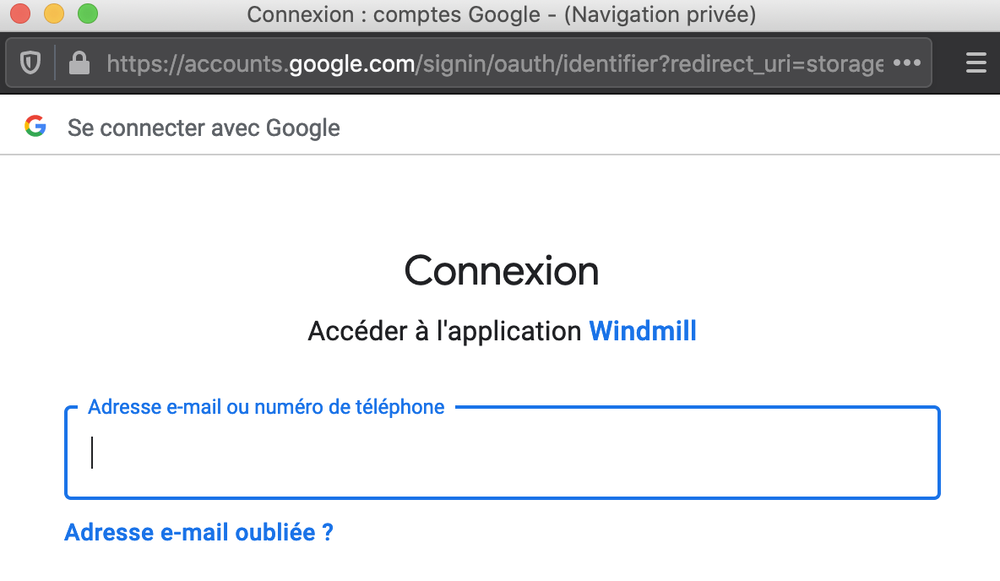 Connexion : comptes Google - (Navigation privée)
https://accounts.google.com/signin/oauth/identifier?redirect_uri=storage
Se connecter avec Google
Connexion
Accéder à l'application Windmill
Adresse e-mail ou numéro de téléphone
Adresse e-mail oubliée ?